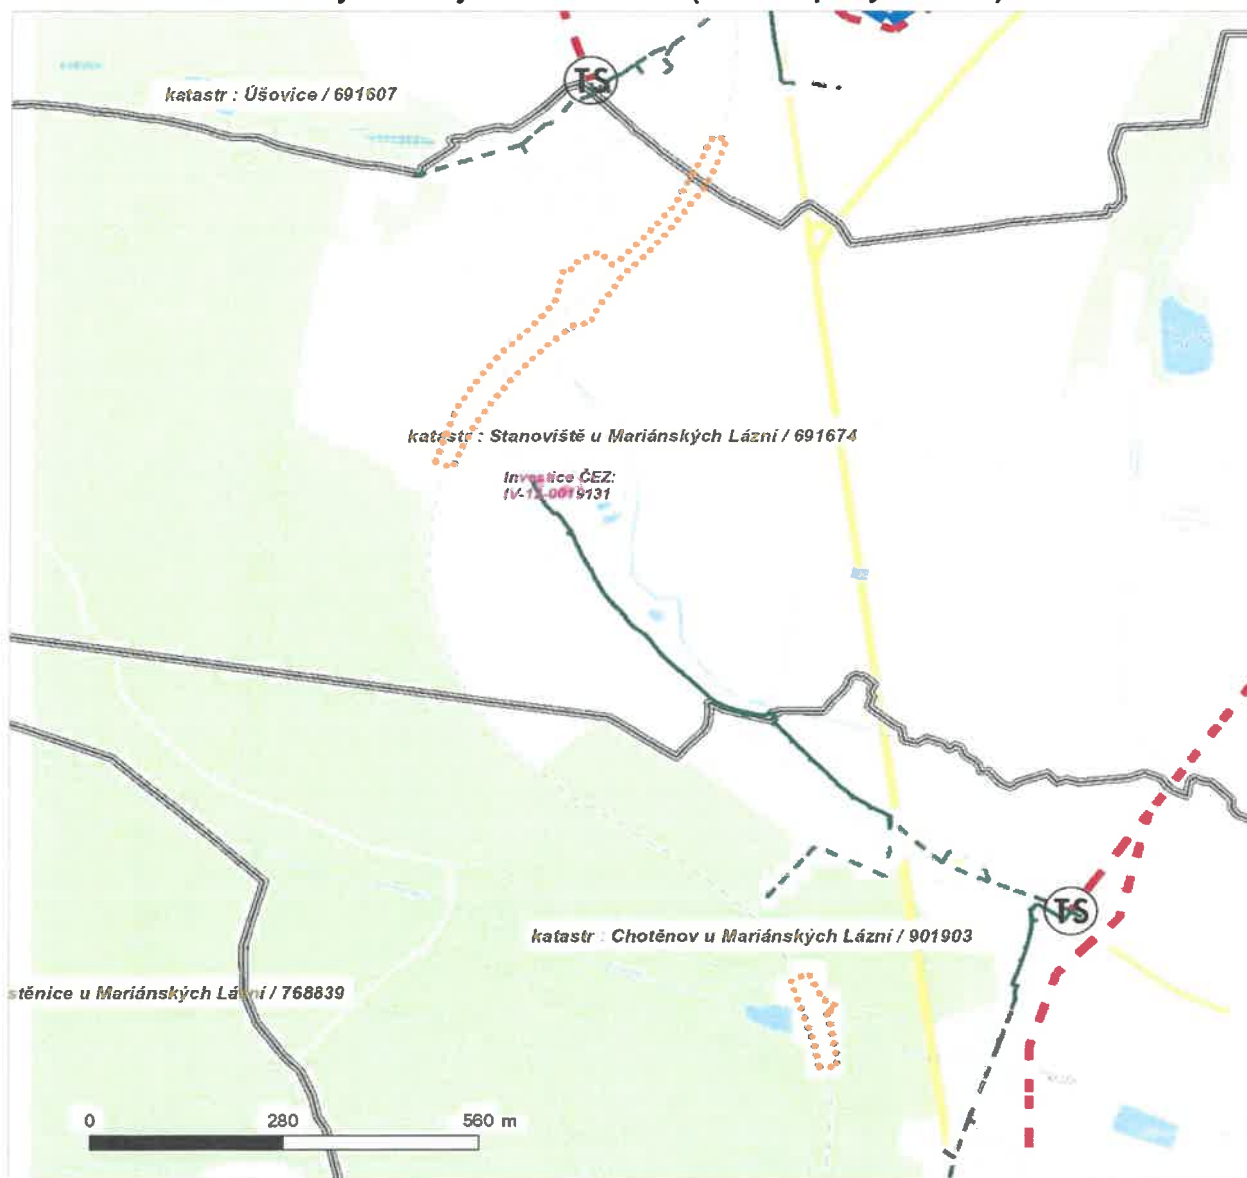 TS
katastr : Úšovice / 691607
katastr : Stanoviště u Mariánských Lázní / 691674
Investice ČEZ:
IV-12-0019131
TS
katastr : Chotěnov u Mariánských Lázní / 901903
stěnice u Mariánských Lázní / 768839
0 280 560 m